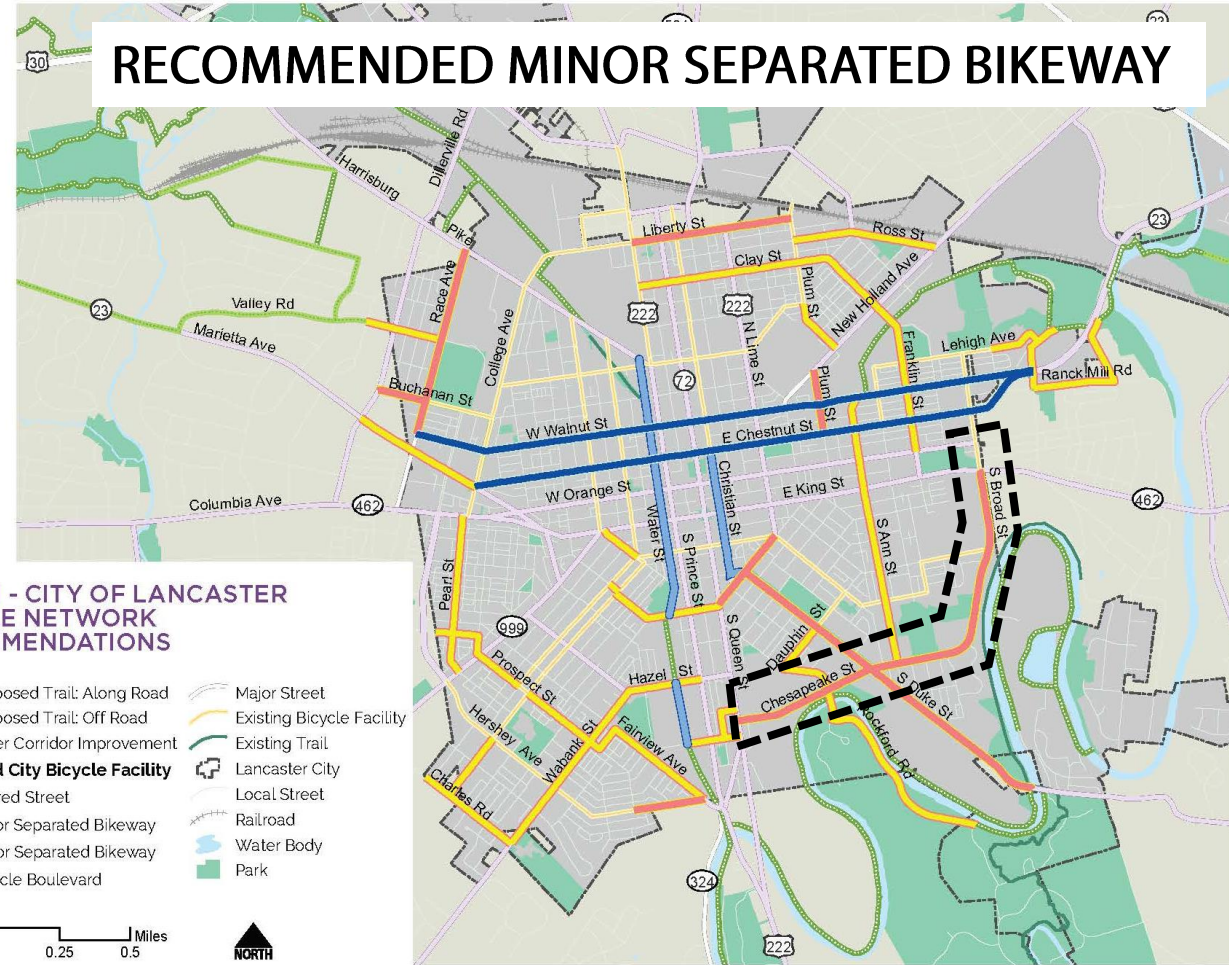 RECOMMENDED MINOR SEPARATED BIKEWAY
30
23
Dillerville Rd
Harrisburg
Pike
Race Ave
Liberty St
Ross St
23
Clay St
Plum St
New Holland Ave
23
Valley Rd
Marietta Ave
College Ave
222
222
N Lime St
Franklin St
Lehigh Ave
Ranck Mill Rd
72
Plum St
Buchanan St
W Walnut St
E Chestnut St
Columbia Ave
462
W Orange St
E King St
Christian St
Water St
S Broad St
462
S Ann St
S Prince St
Pearl St
999
S Queen St
Dauphin St
Prospect St
Hazel St
Chesapeake St
S Duke St
Rockford Rd
Hershey Ave
Wabank St
Fairview Ave
Charles Rd
324
222
- CITY OF LANCASTER
E NETWORK
MENDATIONS
posed Trail: Along Road
posed Trail: Off Road
er Corridor Improvement
d City Bicycle Facility
red Street
or Separated Bikeway
or Separated Bikeway
cle Boulevard
Major Street
Existing Bicycle Facility
Existing Trail
Lancaster City
Local Street
Railroad
Water Body
Park
0.25
0.5
Miles
NORTH